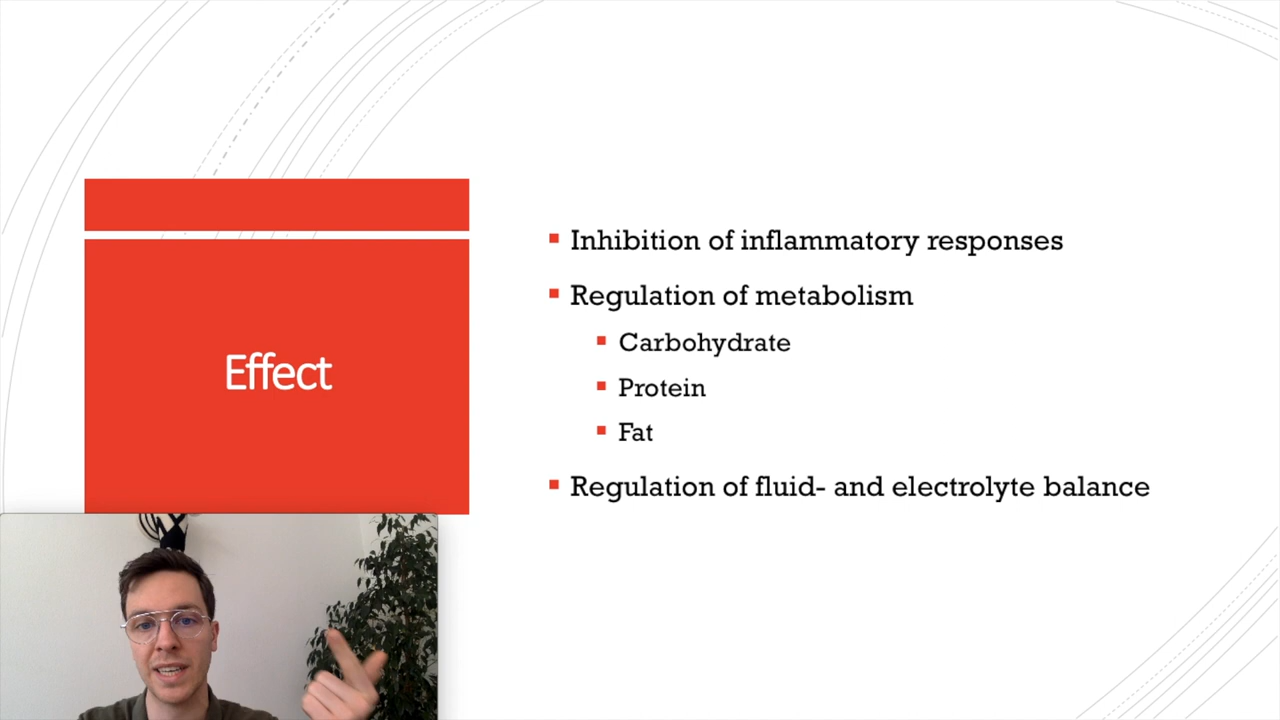 Effect
Inhibition of inflammatory responses
Regulation of metabolism
Carbohydrate
Protein
Fat
Regulation of fluid- and electrolyte balance